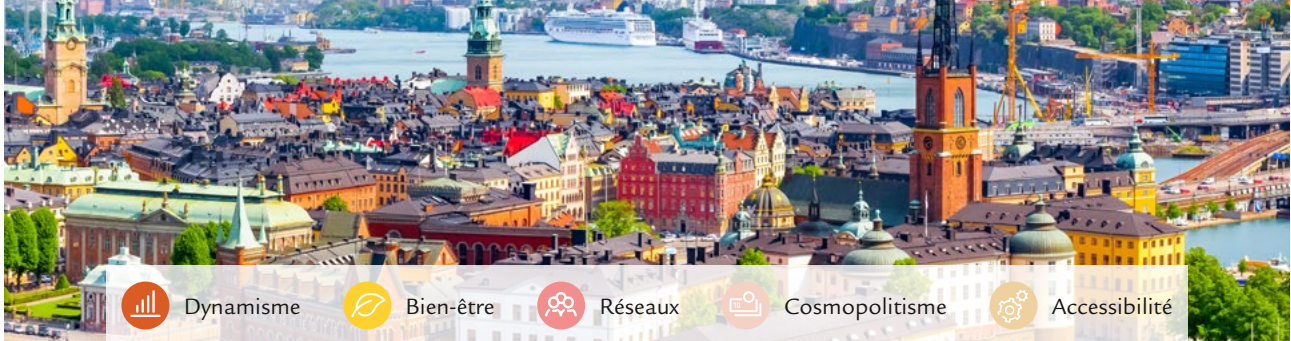 Dynamisme
Bien-être
Réseaux
Cosmopolitisme
Accessibilité